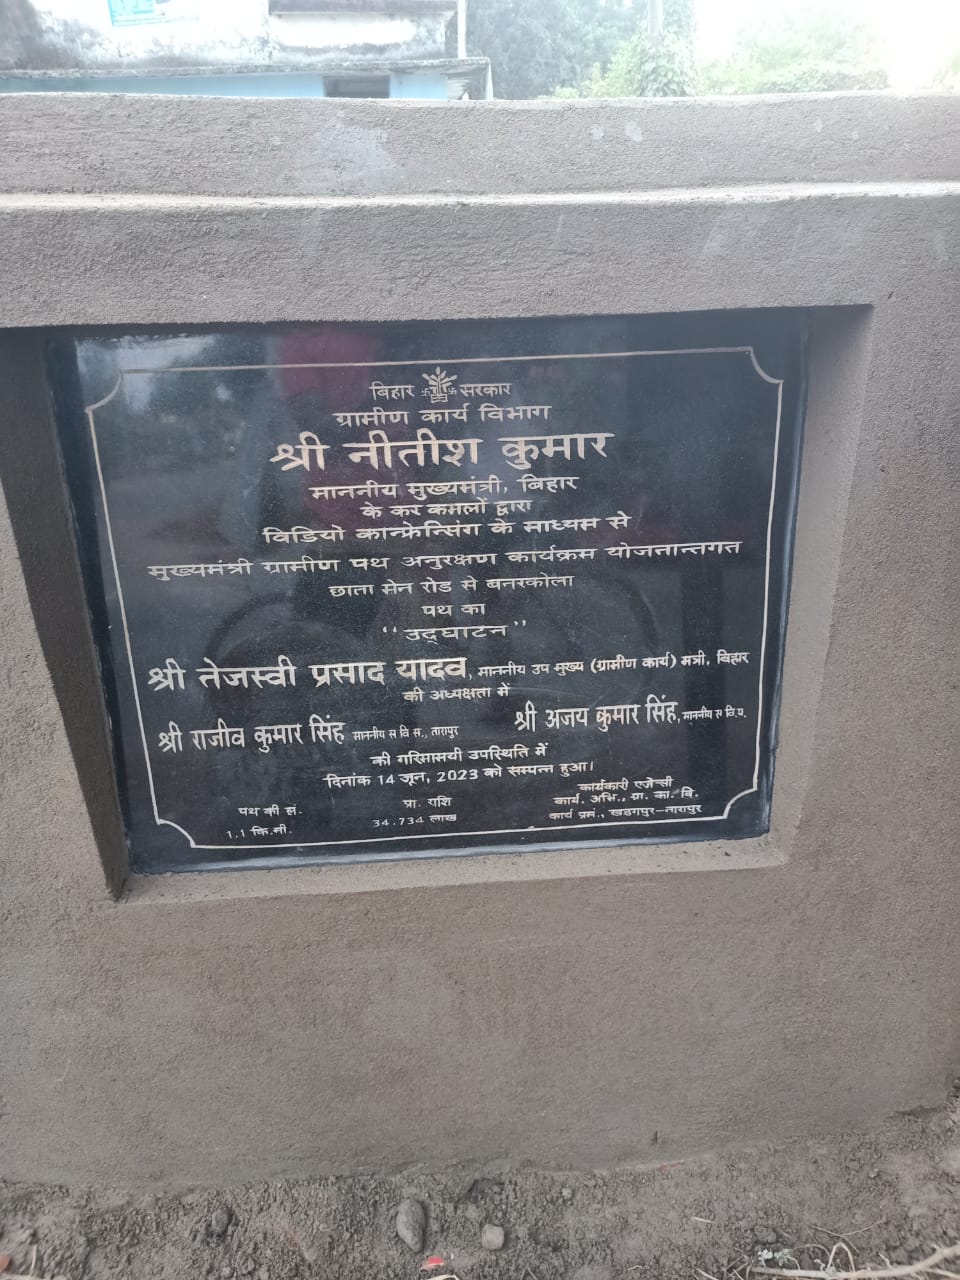 बिहार सरकार
ग्रामीण कार्य विभाग
श्री नीतीश कुमार
माननीय मुख्यमंत्री, बिहार
के कर कमलों द्वारा
विडियो कान्फ्रेन्सिंग के माध्यम से
मुख्यमंत्री ग्रामीण पथ अनुरक्षण कार्यक्रम योजनान्तगत
छाता मेन रोड से बनरकोला
पथ का
‘‘उद्घाटन’’
श्री तेजस्वी प्रसाद यादव, माननीय उप मुख्य (ग्रामीण कार्य) मंत्री, बिहार
की अध्यक्षता में
श्री राजीव कुमार सिंह माननीय स वि स., तारापुर
श्री अजय कुमार सिंह, माननीय स वि.प.
की गरिमामयी उपस्थिति में
दिनांक 14 जून, 2023 को सम्पन्न हुआ।
पथ की लं.
1.1 कि.मी.
प्रा. राशि
34.734 लाख
कार्यकारी एजेन्सी
कार्य. अभि., ग्रा. का. वि.
कार्य प्रमं., खडगपुर–तारापुर